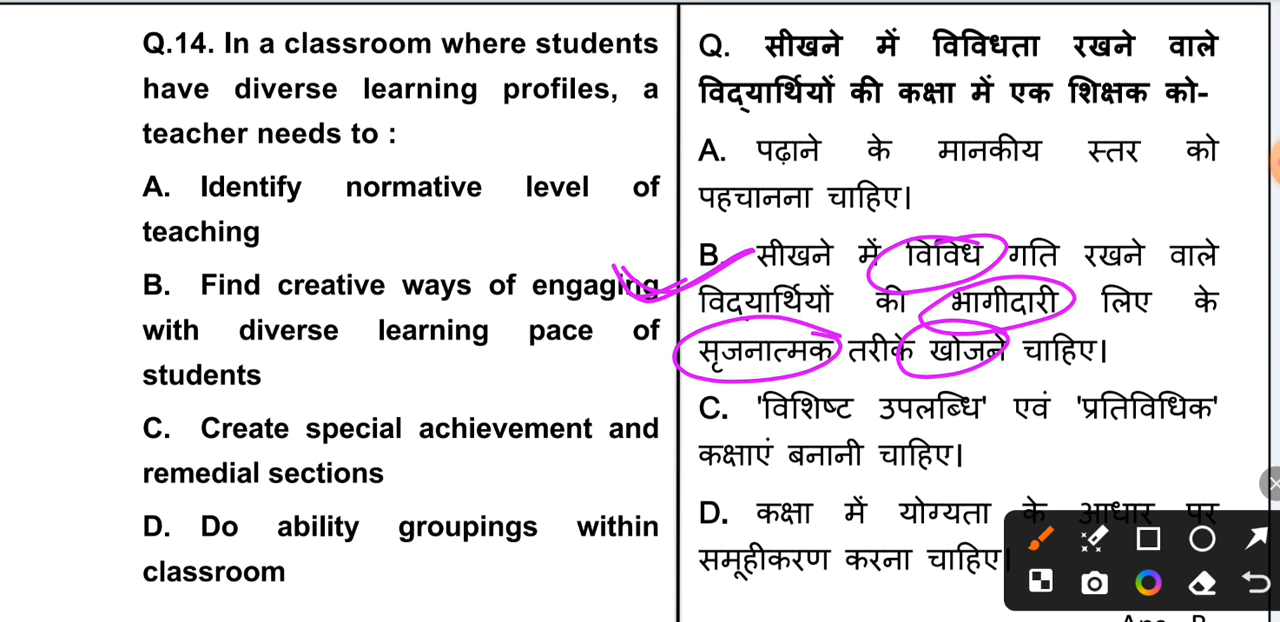 Q.14. In a classroom where students
have diverse learning profiles, a
teacher needs to :
A. Identify normative level of
teaching
B. Find creative ways of engaging
with diverse learning pace of
students
C. Create special achievement and
remedial sections
D. Do ability groupings within
classroom
Q. सीखने में विविधता रखने वाले
विद्यार्थियों की कक्षा में एक शिक्षक को-
A. पढ़ाने के मानकीय स्तर को
पहचानना चाहिए।
B. सीखने में विविध गति रखने वाले
विद्यार्थियों की भागीदारी लिए के
सृजनात्मक तरीके खोजने चाहिए।
C. 'विशिष्ट उपलब्धि' एवं 'प्रतिविधिक'
कक्षाएं बनानी चाहिए।
D. कक्षा में योग्यता के आधार पर
समूहीकरण करना चाहिए।